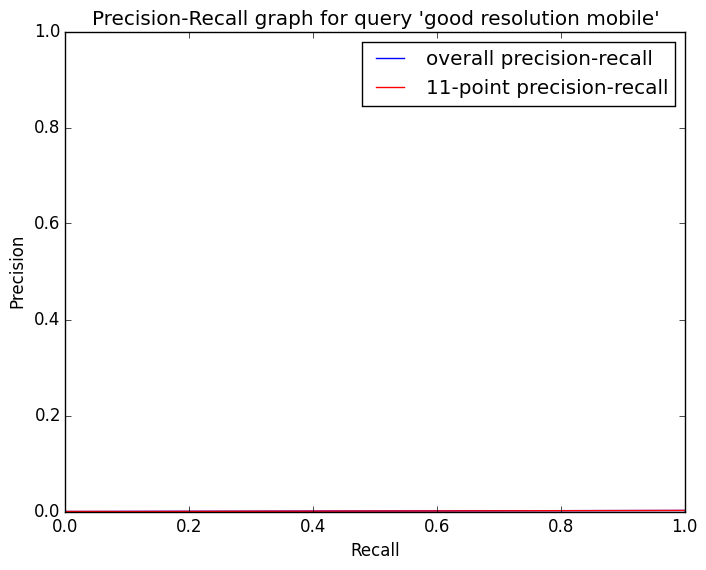 Precision-Recall graph for query 'good resolution mobile'
1.0
overall precision-recall
11-point precision-recall
0.8
0.6
Precision
0.4
0.2
0.0
0.0 0.2 0.4 0.6 0.8 1.0
Recall